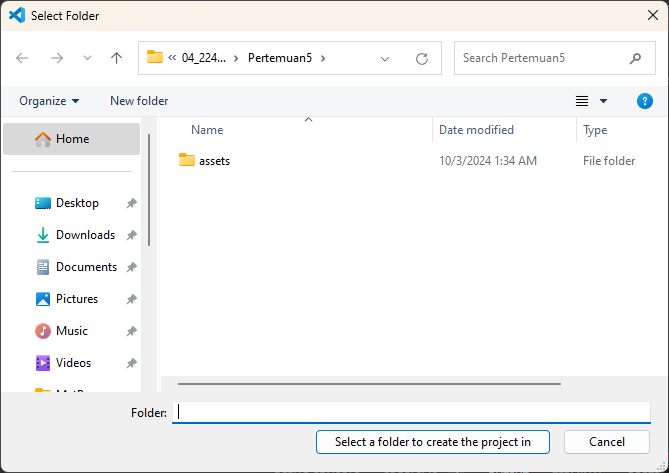 Select Folder
« 04_224... > Pertemuan5 >
Search Pertemuan5
Organize
New folder
?
Name
Date modified
Type
Home
assets
10/3/2024 1:34 AM
File folder
Desktop
Downloads
Documents
Pictures
Music
Videos
Folder:
Select a folder to create the project in
Cancel